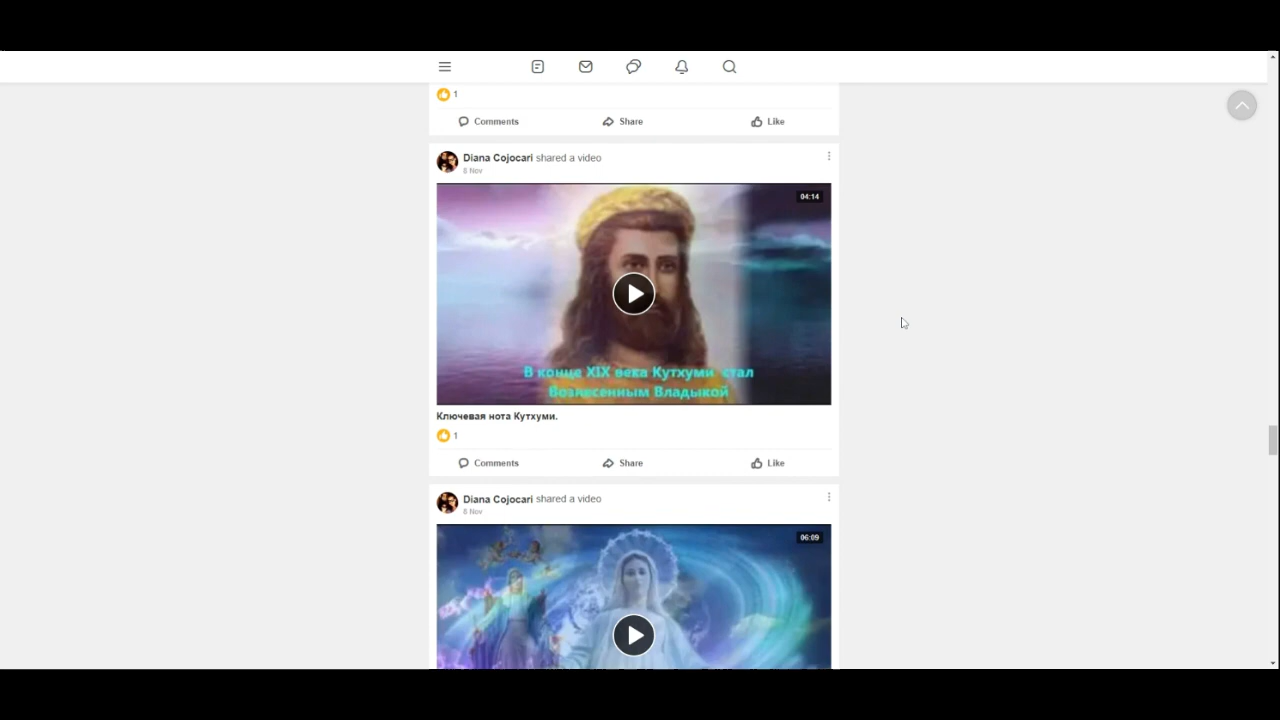 1
Comments Share Like
Diana Cojocari shared a video
8 Nov
04:14
В конце XIX века Кутхуми стал
Вознесенным Владыкой
Ключевая нота Кутхуми.
1
Comments Share Like
Diana Cojocari shared a video
8 Nov
06:09